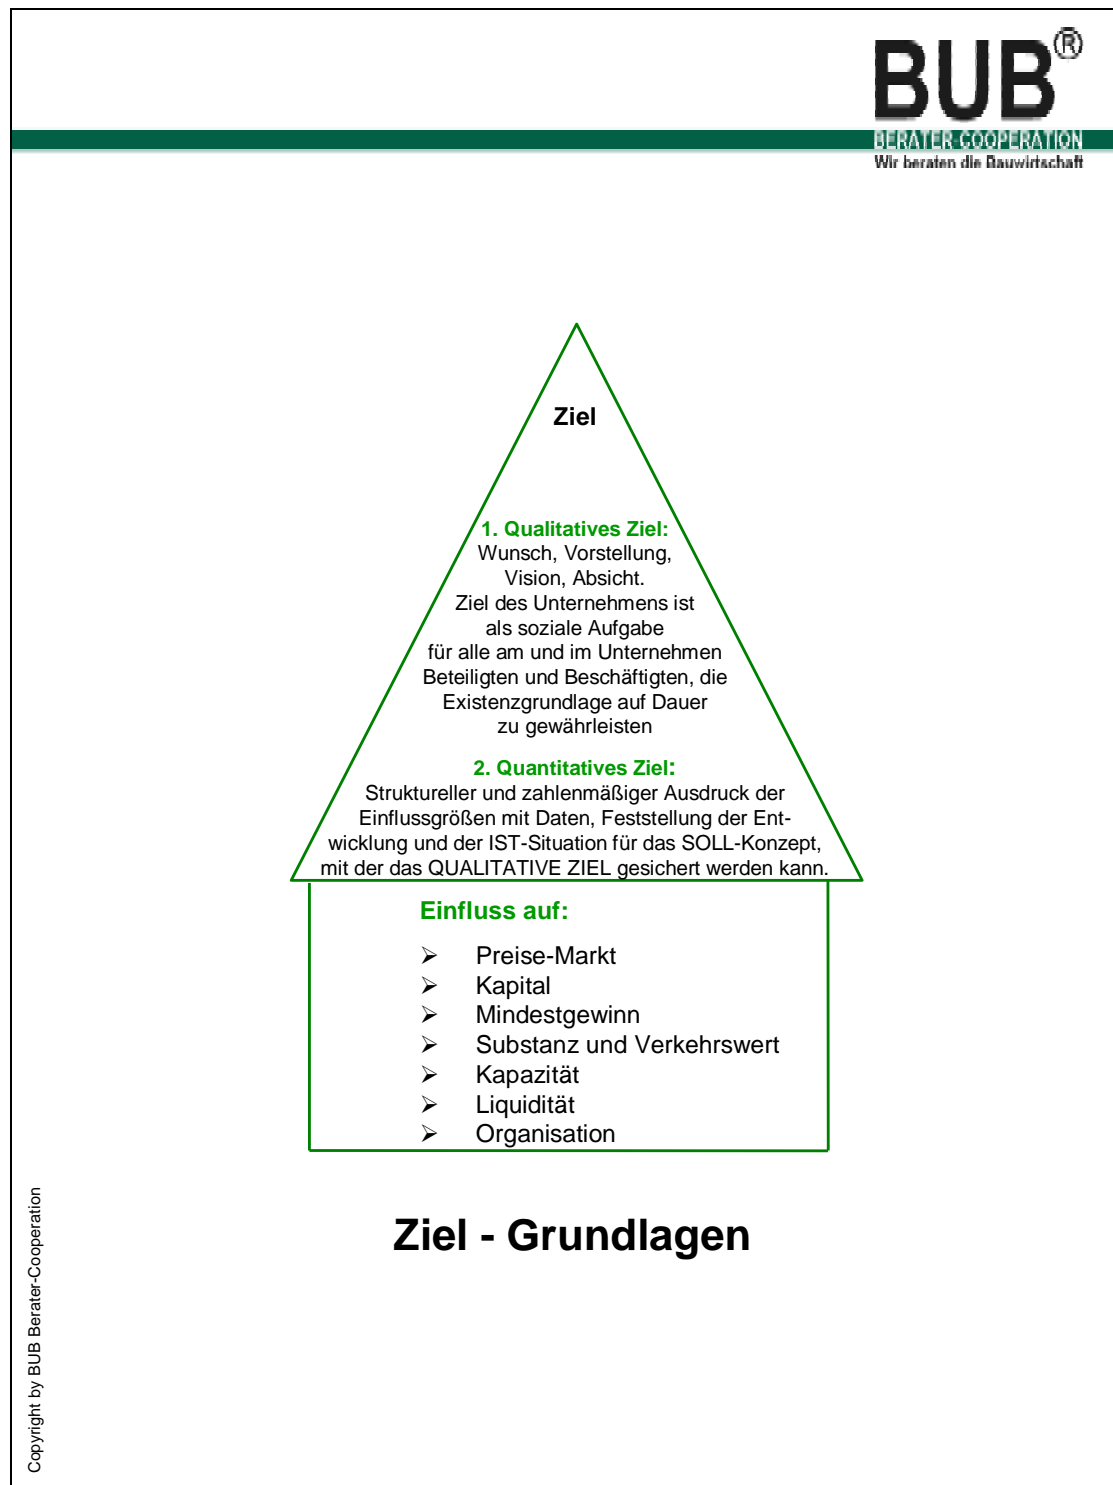 BUB®
BERATER-COOPERATION
Wir beraten die Bauwirtschaft
Ziel
1. Qualitatives Ziel:
Wunsch, Vorstellung,
Vision, Absicht.
Ziel des Unternehmens ist
als soziale Aufgabe
für alle am und im Unternehmen
Beteiligten und Beschäftigten, die
Existenzgrundlage auf Dauer
zu gewährleisten
2. Quantitatives Ziel:
Struktureller und zahlenmäßiger Ausdruck der
Einflussgrößen mit Daten, Feststellung der Ent-
wicklung und der IST-Situation für das SOLL-Konzept,
mit der das QUALITATIVE ZIEL gesichert werden kann.
Einfluss auf:
➢ Preise-Markt
➢ Kapital
➢ Mindestgewinn
➢ Substanz und Verkehrswert
➢ Kapazität
➢ Liquidität
➢ Organisation
Ziel - Grundlagen
Copyright by BUB Berater-Cooperation